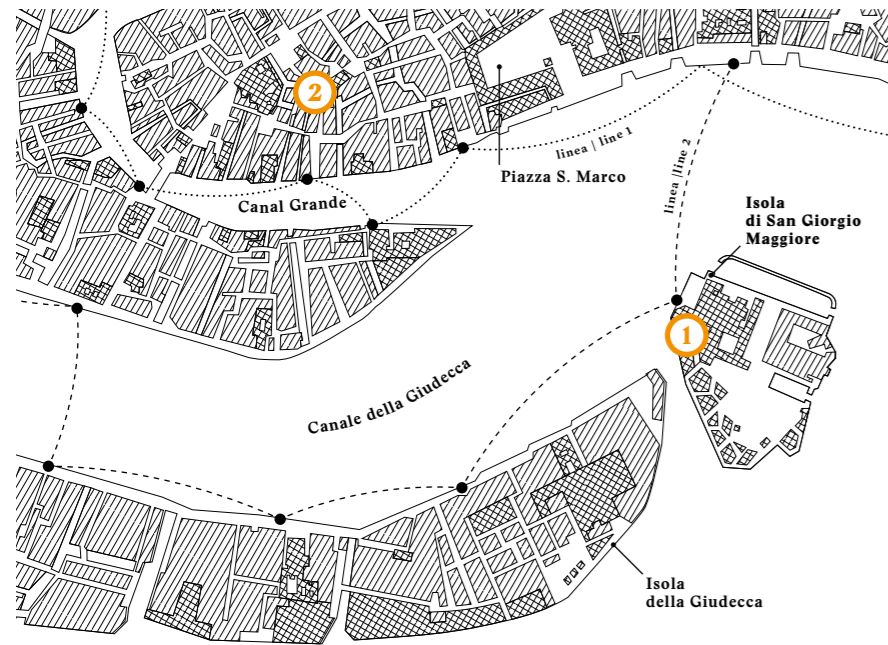 2
linea | line 1
Piazza S. Marco
linea | line 2
Canal Grande
Isola
di San Giorgio
Maggiore
1
Canale della Giudecca
Isola
della Giudecca